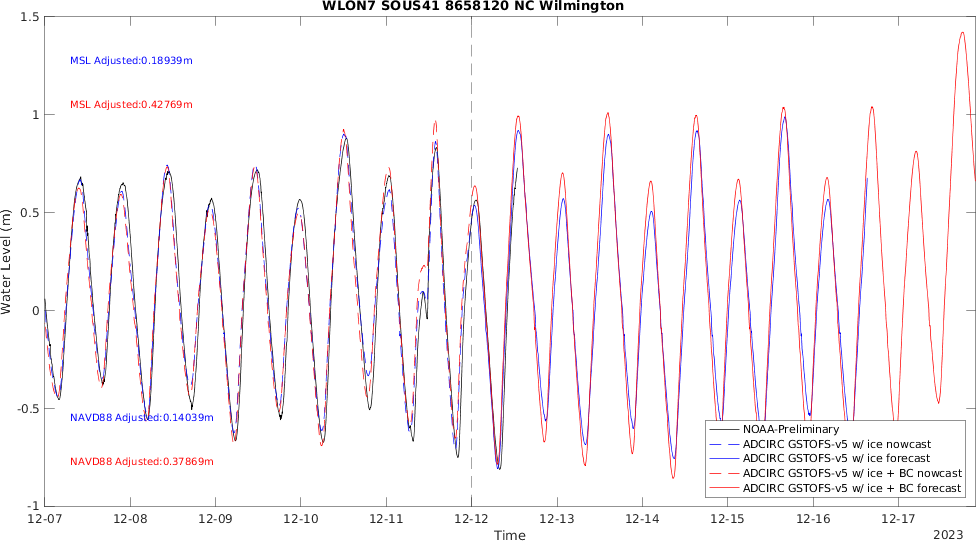 WLON7 SOUS41 8658120 NC Wilmington
1.5
1
0.5
0
-0.5
-1
Water Level (m)
MSL Adjusted:0.18939m
MSL Adjusted:0.42769m
NAVD88 Adjusted:0.14039m
NAVD88 Adjusted:0.37869m
NOAA-Preliminary
ADCIRC GSTOFS-v5 w/ ice nowcast
ADCIRC GSTOFS-v5 w/ ice forecast
ADCIRC GSTOFS-v5 w/ ice + BC nowcast
ADCIRC GSTOFS-v5 w/ ice + BC forecast
12-07 12-08 12-09 12-10 12-11 12-12 12-13 12-14 12-15 12-16 12-17
Time
2023